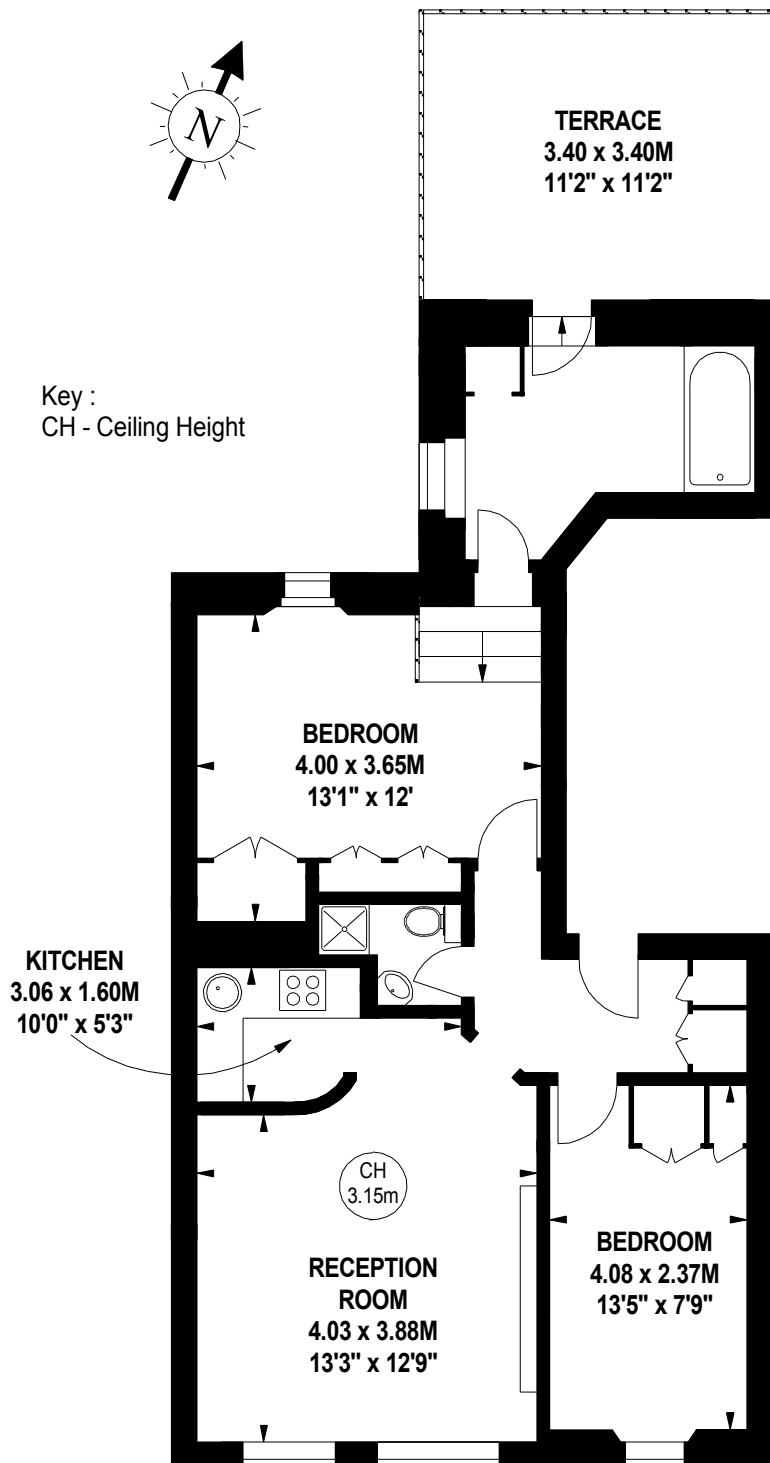 N
TERRACE
3.40 x 3.40M
11'2" x 11'2"
Key :
CH - Ceiling Height
BEDROOM
4.00 x 3.65M
13'1" x 12'
KITCHEN
3.06 x 1.60M
10'0" x 5'3"
CH
3.15m
RECEPTION
ROOM
4.03 x 3.88M
13'3" x 12'9"
BEDROOM
4.08 x 2.37M
13'5" x 7'9"